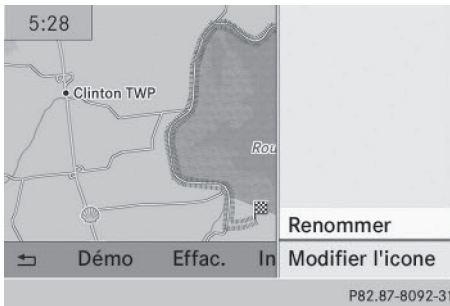 5:28
Clinton TWP
Rou
Renommer
Démo Effac. In Modifier l'icone
P82.87-8092-31